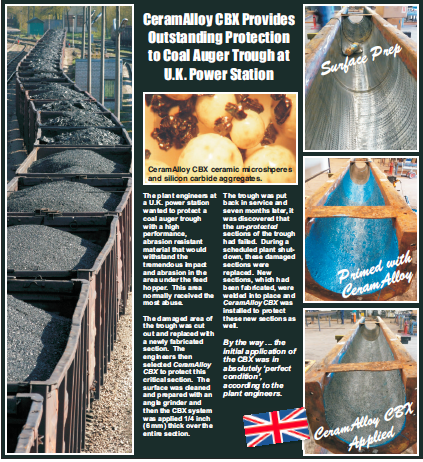 CeramAlloy CBX Provides
Outstanding Protection
to Coal Auger Trough at
U.K. Power Station
CeramAlloy CBX ceramic microshperes
and silicon carbide aggregates.
The plant engineers at
a U.K. power station
wanted to protect a
coal auger trough
with a high
performance,
abrasion resistant
material that would
withstand the
tremendous impact
and abrasion in the
area under the feed
hopper. This area
normally received the
most abuse.
The damaged area of
the trough was cut
out and replaced with
a newly fabricated
section. The
engineers then
selected CeramAlloy
CBX to protect this
critical section. The
surface was cleaned
and prepared with an
angle grinder and
then the CBX system
was applied 1/4 inch
(6mm) thick over the
entire section.
The trough was put
back in service and
seven months later, it
was discovered that
the un-protected
sections of the trough
had failed. During a
scheduled plant shut-
down, these damaged
sections were
replaced. New
sections, which had
been fabricated, were
welded into place and
CeramAlloy CBX was
installed to protect
these new sections as
well.
By the way ... the
initial application of
the CBX was in
absolutely 'perfect
condition',
according to the
plant engineers.
Surface Prep
Primed with
CeramAlloy
CeramAlloy CBX
Applied